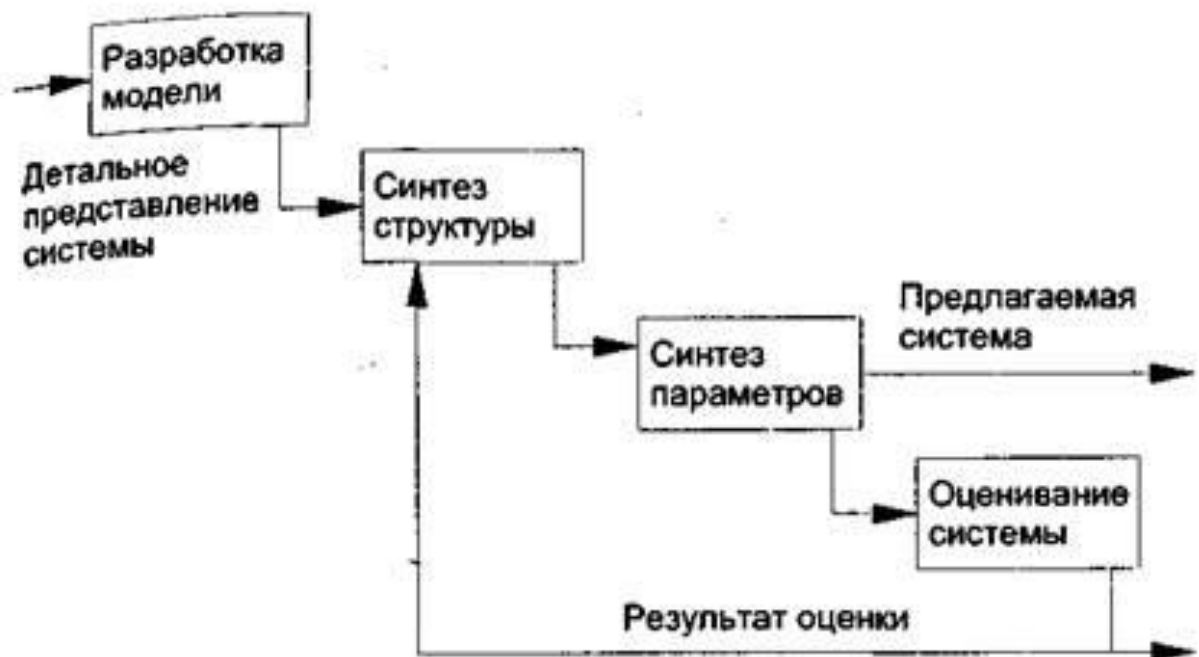 Разработка
модели
Детальное
представление
системы
Синтез
структуры
Предлагаемая
система
Синтез
параметров
Оценивание
системы
Результат оценки